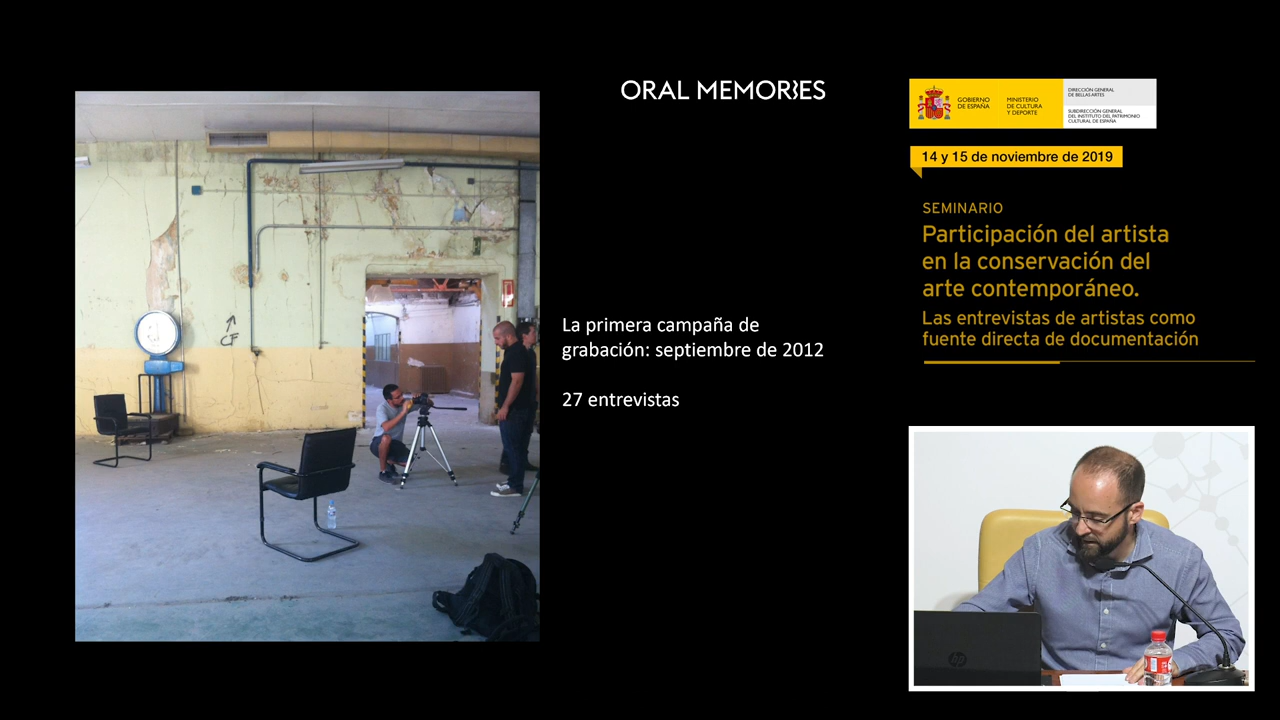 ORAL MEMORIES
La primera campaña de
grabación: septiembre de 2012
27 entrevistas
CF
GOBIERNO
DE ESPAÑA
MINISTERIO
DE CULTURA
Y DEPORTE
DIRECCIÓN GENERAL
DE BELLAS ARTES
SUBDIRECCIÓN GENERAL
DEL INSTITUTO DEL PATRIMONIO
CULTURAL DE ESPAÑA
14 y 15 de noviembre de 2019
SEMINARIO
Participación del artista
en la conservación del
arte contemporáneo.
Las entrevistas de artistas como
fuente directa de documentación
hp